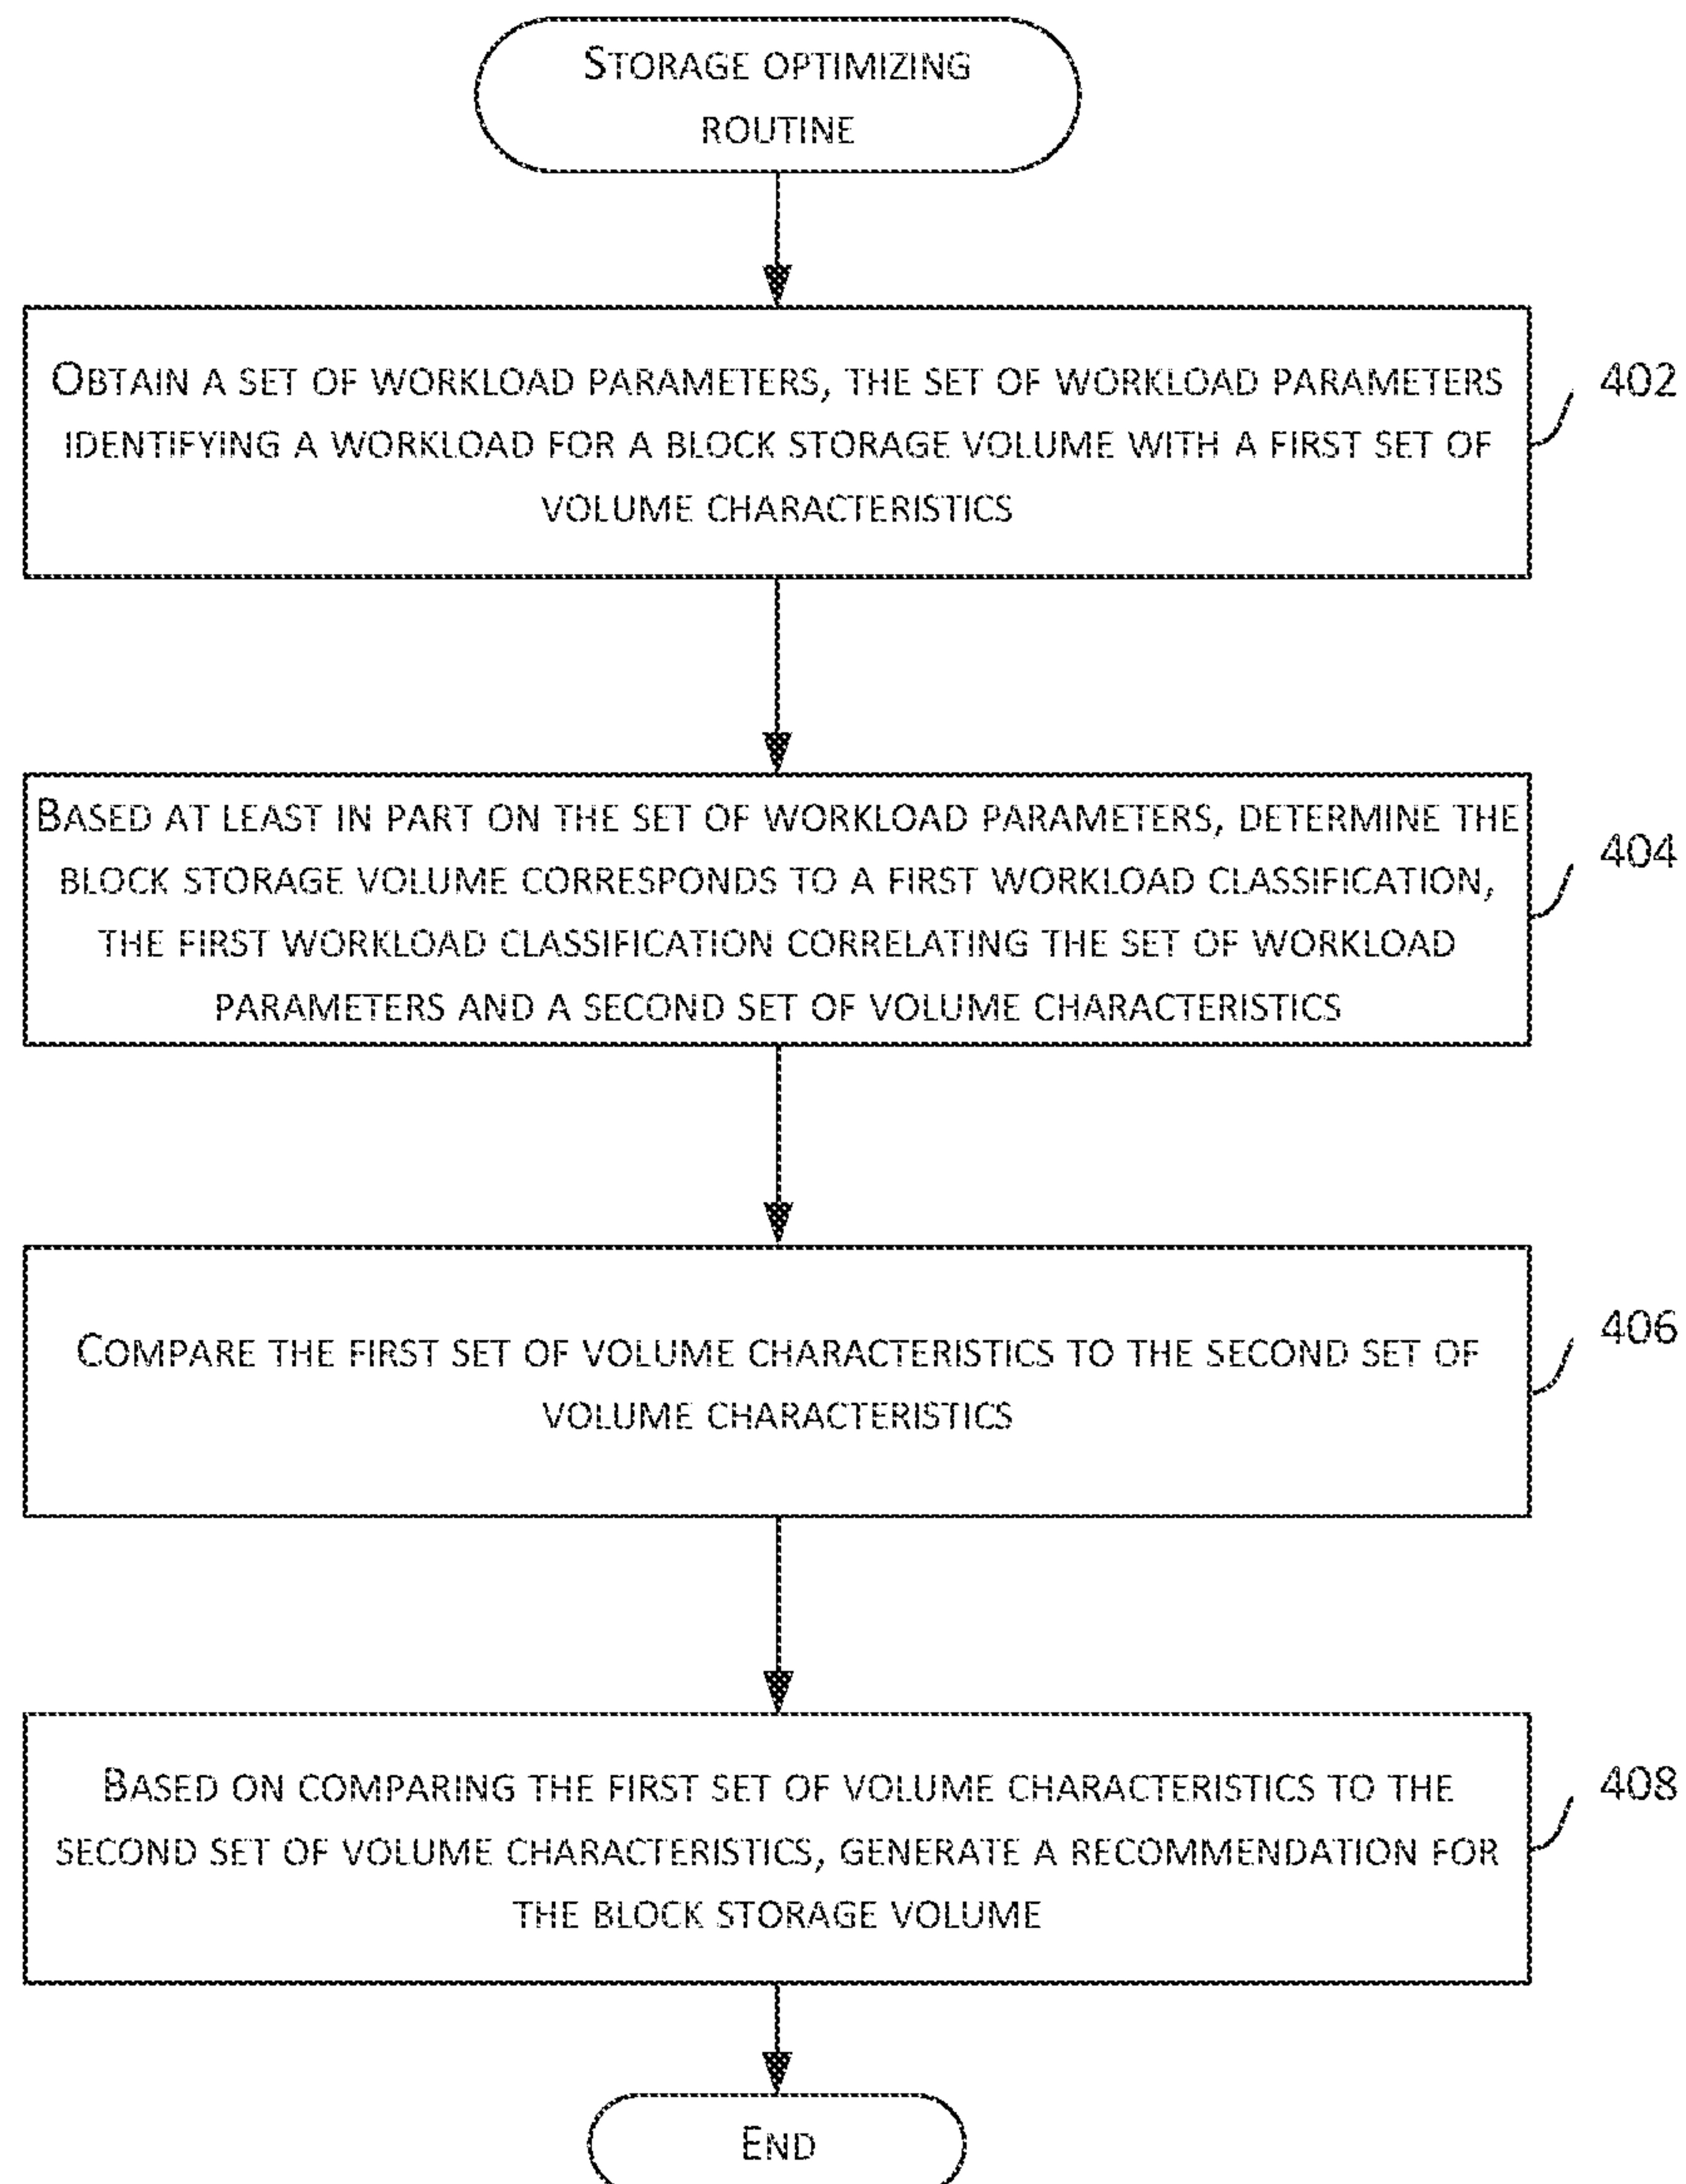 STORAGE OPTIMIZING
ROUTINE
OBTAIN A SET OF WORKLOAD PARAMETERS, THE SET OF WORKLOAD PARAMETERS
IDENTIFYING A WORKLOAD FOR A BLOCK STORAGE VOLUME WITH A FIRST SET OF
VOLUME CHARACTERISTICS
402
BASED AT LEAST IN PART ON THE SET OF WORKLOAD PARAMETERS, DETERMINE THE
BLOCK STORAGE VOLUME CORRESPONDS TO A FIRST WORKLOAD CLASSIFICATION,
THE FIRST WORKLOAD CLASSIFICATION CORRELATING THE SET OF WORKLOAD
PARAMETERS AND A SECOND SET OF VOLUME CHARACTERISTICS
404
COMPARE THE FIRST SET OF VOLUME CHARACTERISTICS TO THE SECOND SET OF
VOLUME CHARACTERISTICS
406
BASED ON COMPARING THE FIRST SET OF VOLUME CHARACTERISTICS TO THE
SECOND SET OF VOLUME CHARACTERISTICS, GENERATE A RECOMMENDATION FOR
THE BLOCK STORAGE VOLUME
408
END